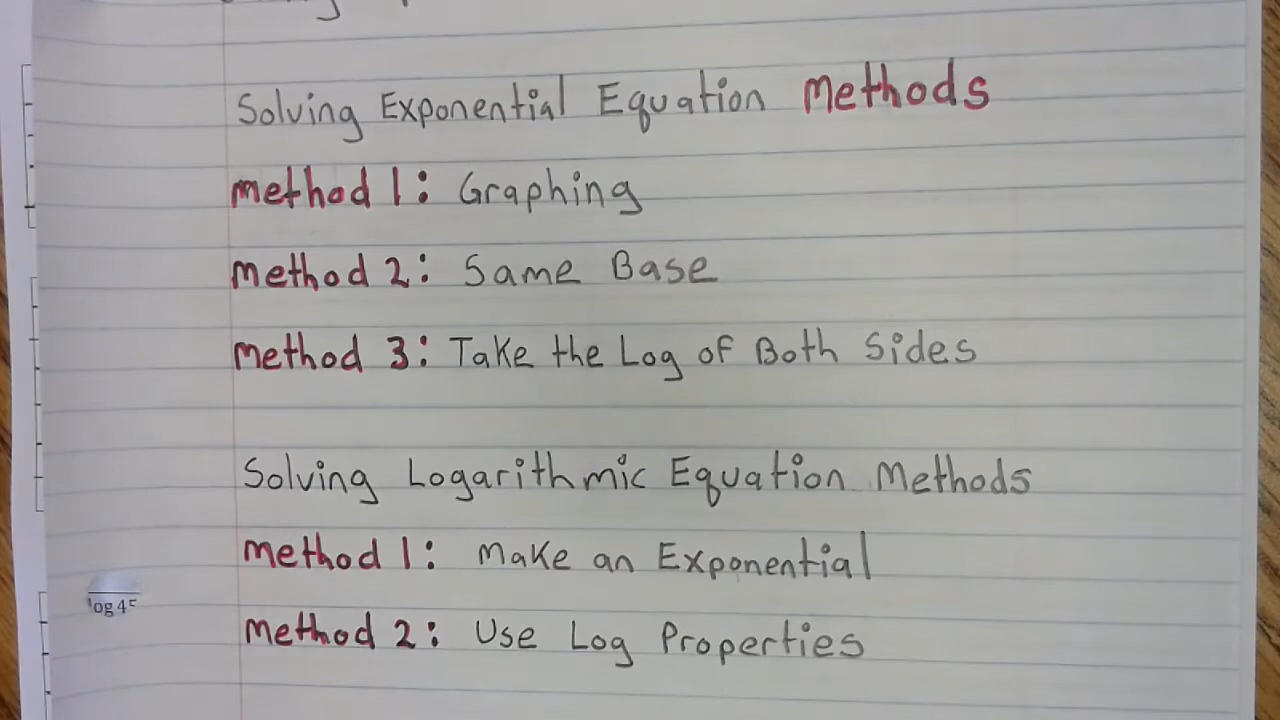 Solving Exponential Equation Methods
Method 1: Graphing
Method 2: Same Base
Method 3: Take the Log of Both Sides
Solving Logarithmic Equation Methods
Method 1: Make an Exponential
Method 2: Use Log Properties